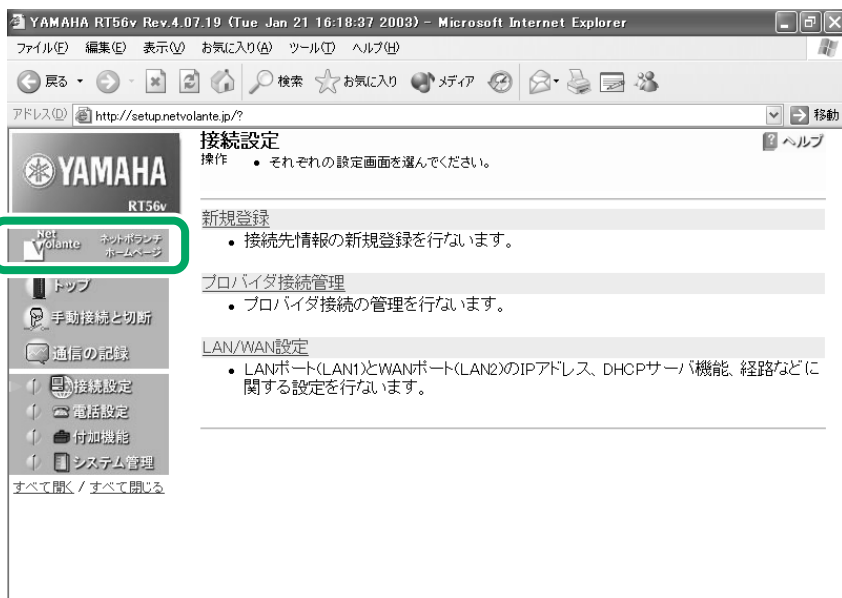 YAMAHA RT56v Rev.4.07.19 (Tue Jan 21 16:18:37 2003) - Microsoft Internet Explorer
ファイル(F) 編集(E) 表示(V) お気に入り(A) ツール(T) ヘルプ(H)
戻る 検索 お気に入り メディア
アドレス(D) http://setup.netvolante.jp/? 移動
YAMAHA
RT56v
Net Volante ネットボランチ
ホームページ
トップ
手動接続と切断
通信の記録
接続設定
電話設定
付加機能
システム管理
すべて開く / すべて閉じる
接続設定 ヘルプ
操作 • それぞれの設定画面を選んでください。
新規登録
• 接続先情報の新規登録を行ないます。
プロバイダ接続管理
• プロバイダ接続の管理を行ないます。
LAN/WAN設定
• LANポート(LAN1)とWANポート(LAN2)のIPアドレス、DHCPサーバ機能、経路などに
関する設定を行ないます。